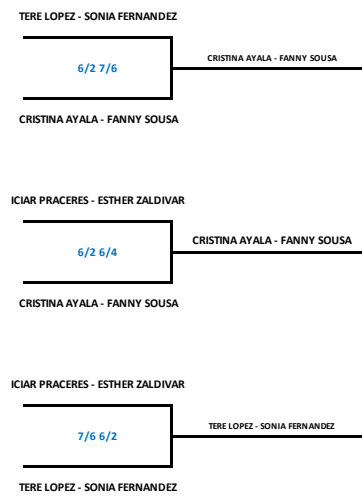 TERE LOPEZ - SONIA FERNANDEZ
6/2 7/6
CRISTINA AYALA - FANNY SOUSA
CRISTINA AYALA - FANNY SOUSA
ICIAR PRACERES - ESTHER ZALDIVAR
6/2 6/4
CRISTINA AYALA - FANNY SOUSA
CRISTINA AYALA - FANNY SOUSA
ICIAR PRACERES - ESTHER ZALDIVAR
7/6 6/2
TERE LOPEZ - SONIA FERNANDEZ
TERE LOPEZ - SONIA FERNANDEZ